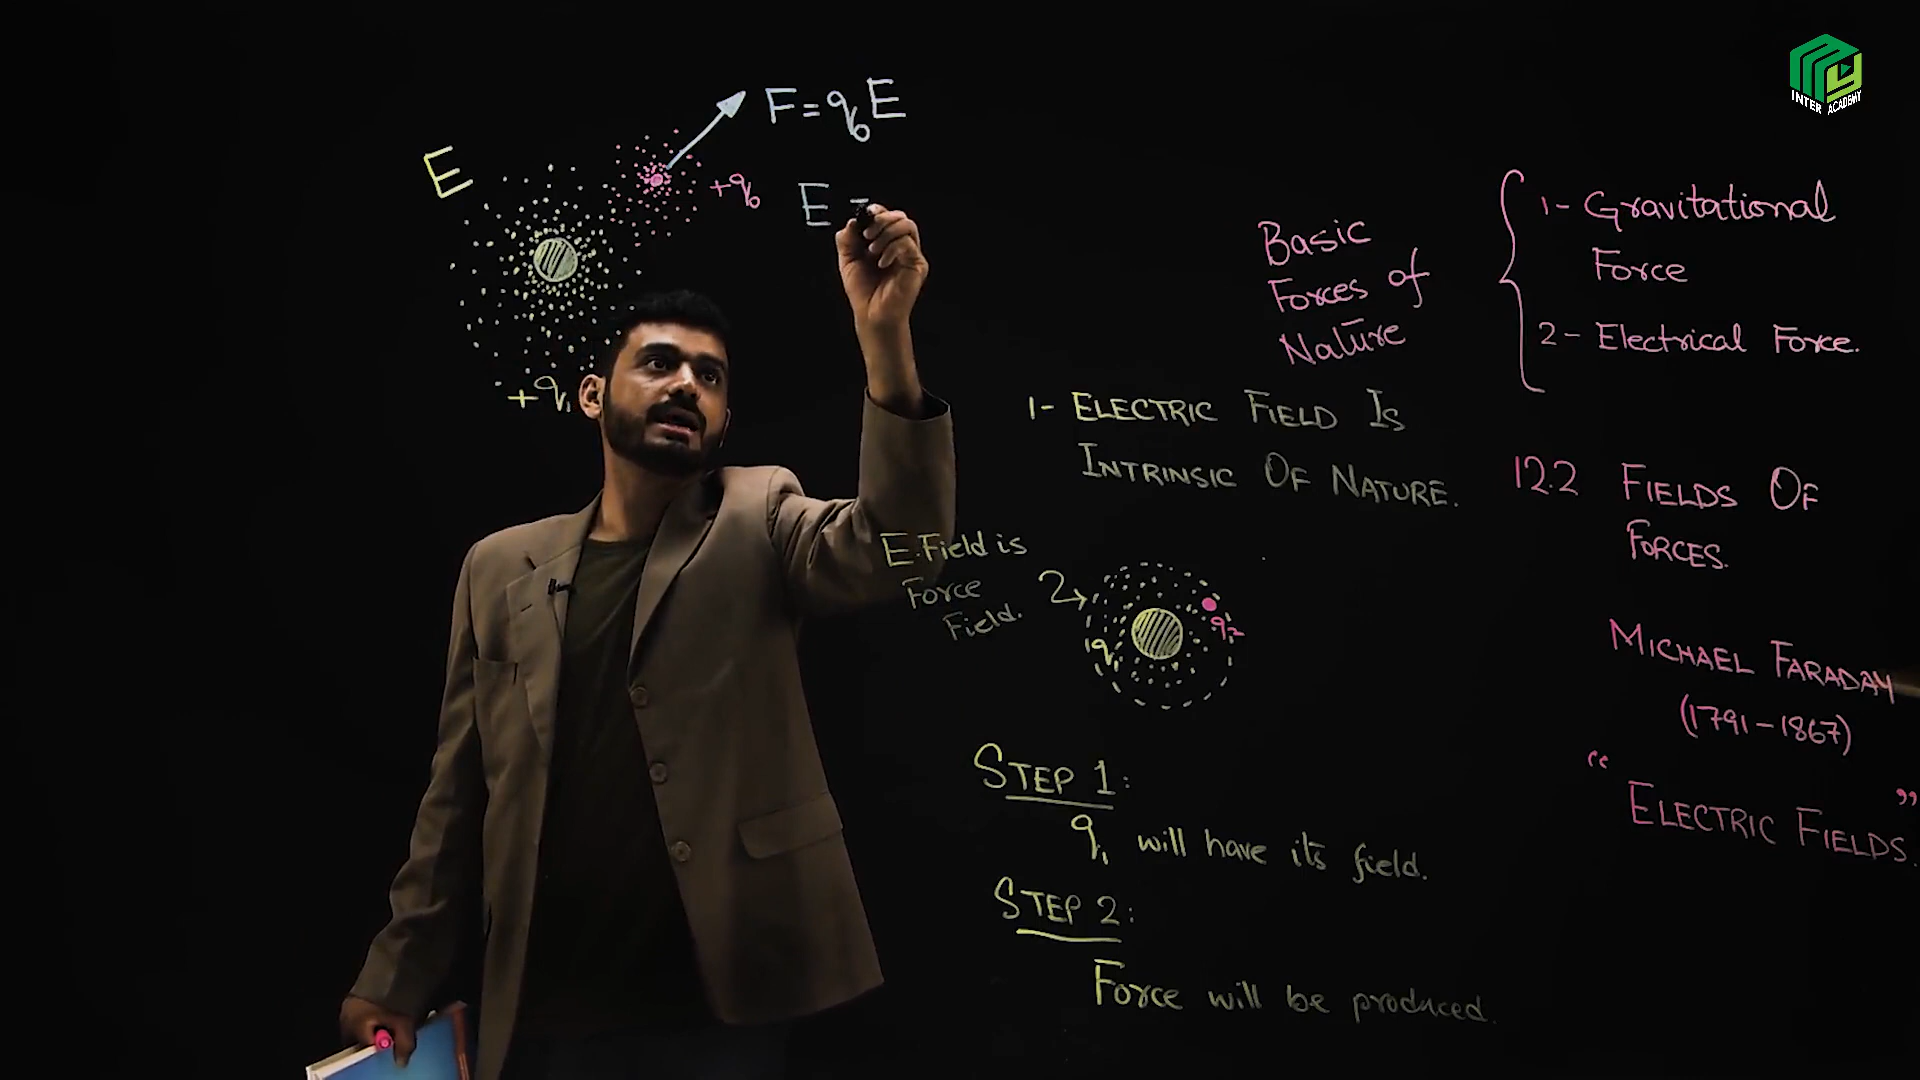 INTER ACADEMY
F = q₀E
E
+q₀
E =
+q₁
Basic
Forces of
Nature
1- Gravitational
Force
2- Electrical Force.
1- ELECTRIC FIELD IS
INTRINSIC OF NATURE.
12.2 FIELDS OF
FORCES.
E.Field is
Force
Field.
2
q₁
q₂
MICHAEL FARADAY
(1791-1867)
“ ELECTRIC FIELDS. ”
STEP 1:
q₁ will have its field.
STEP 2:
Force will be produced.